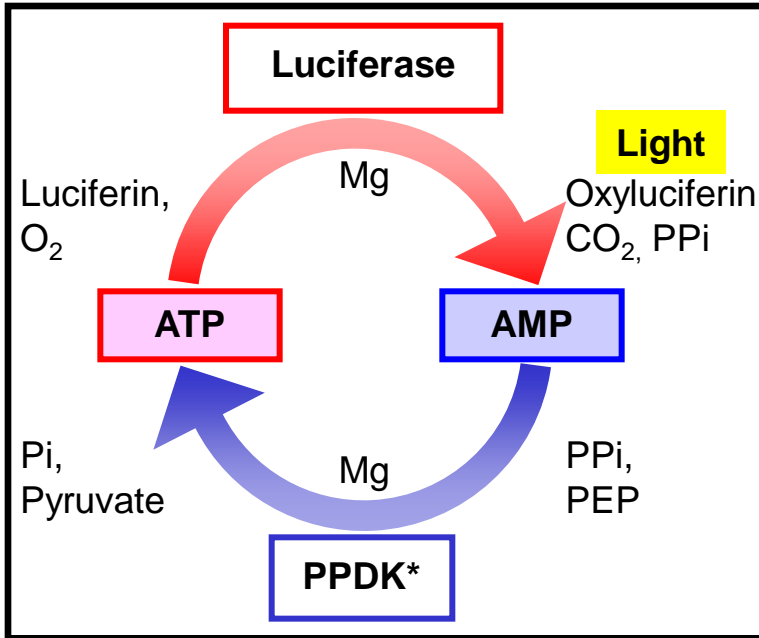 Luciferase
Light
Mg
Luciferin,
O₂
Oxyluciferin
CO₂, PPi
ATP
AMP
Pi,
Pyruvate
Mg
PPi,
PEP
PPDK*